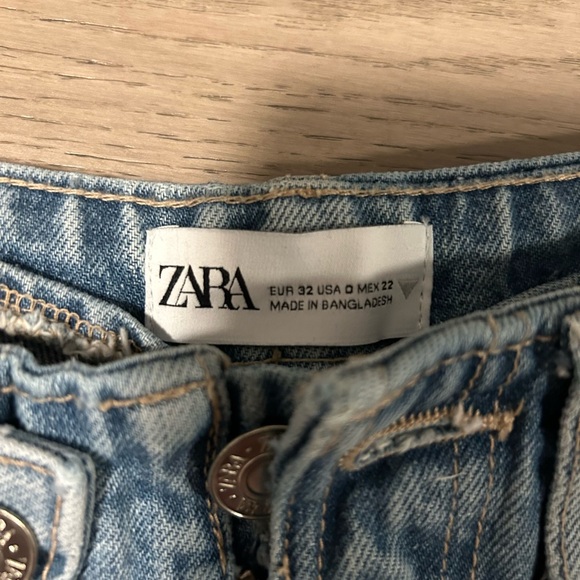 ZARA
EUR 32 USA 0 MEX 22
MADE IN BANGLADESH